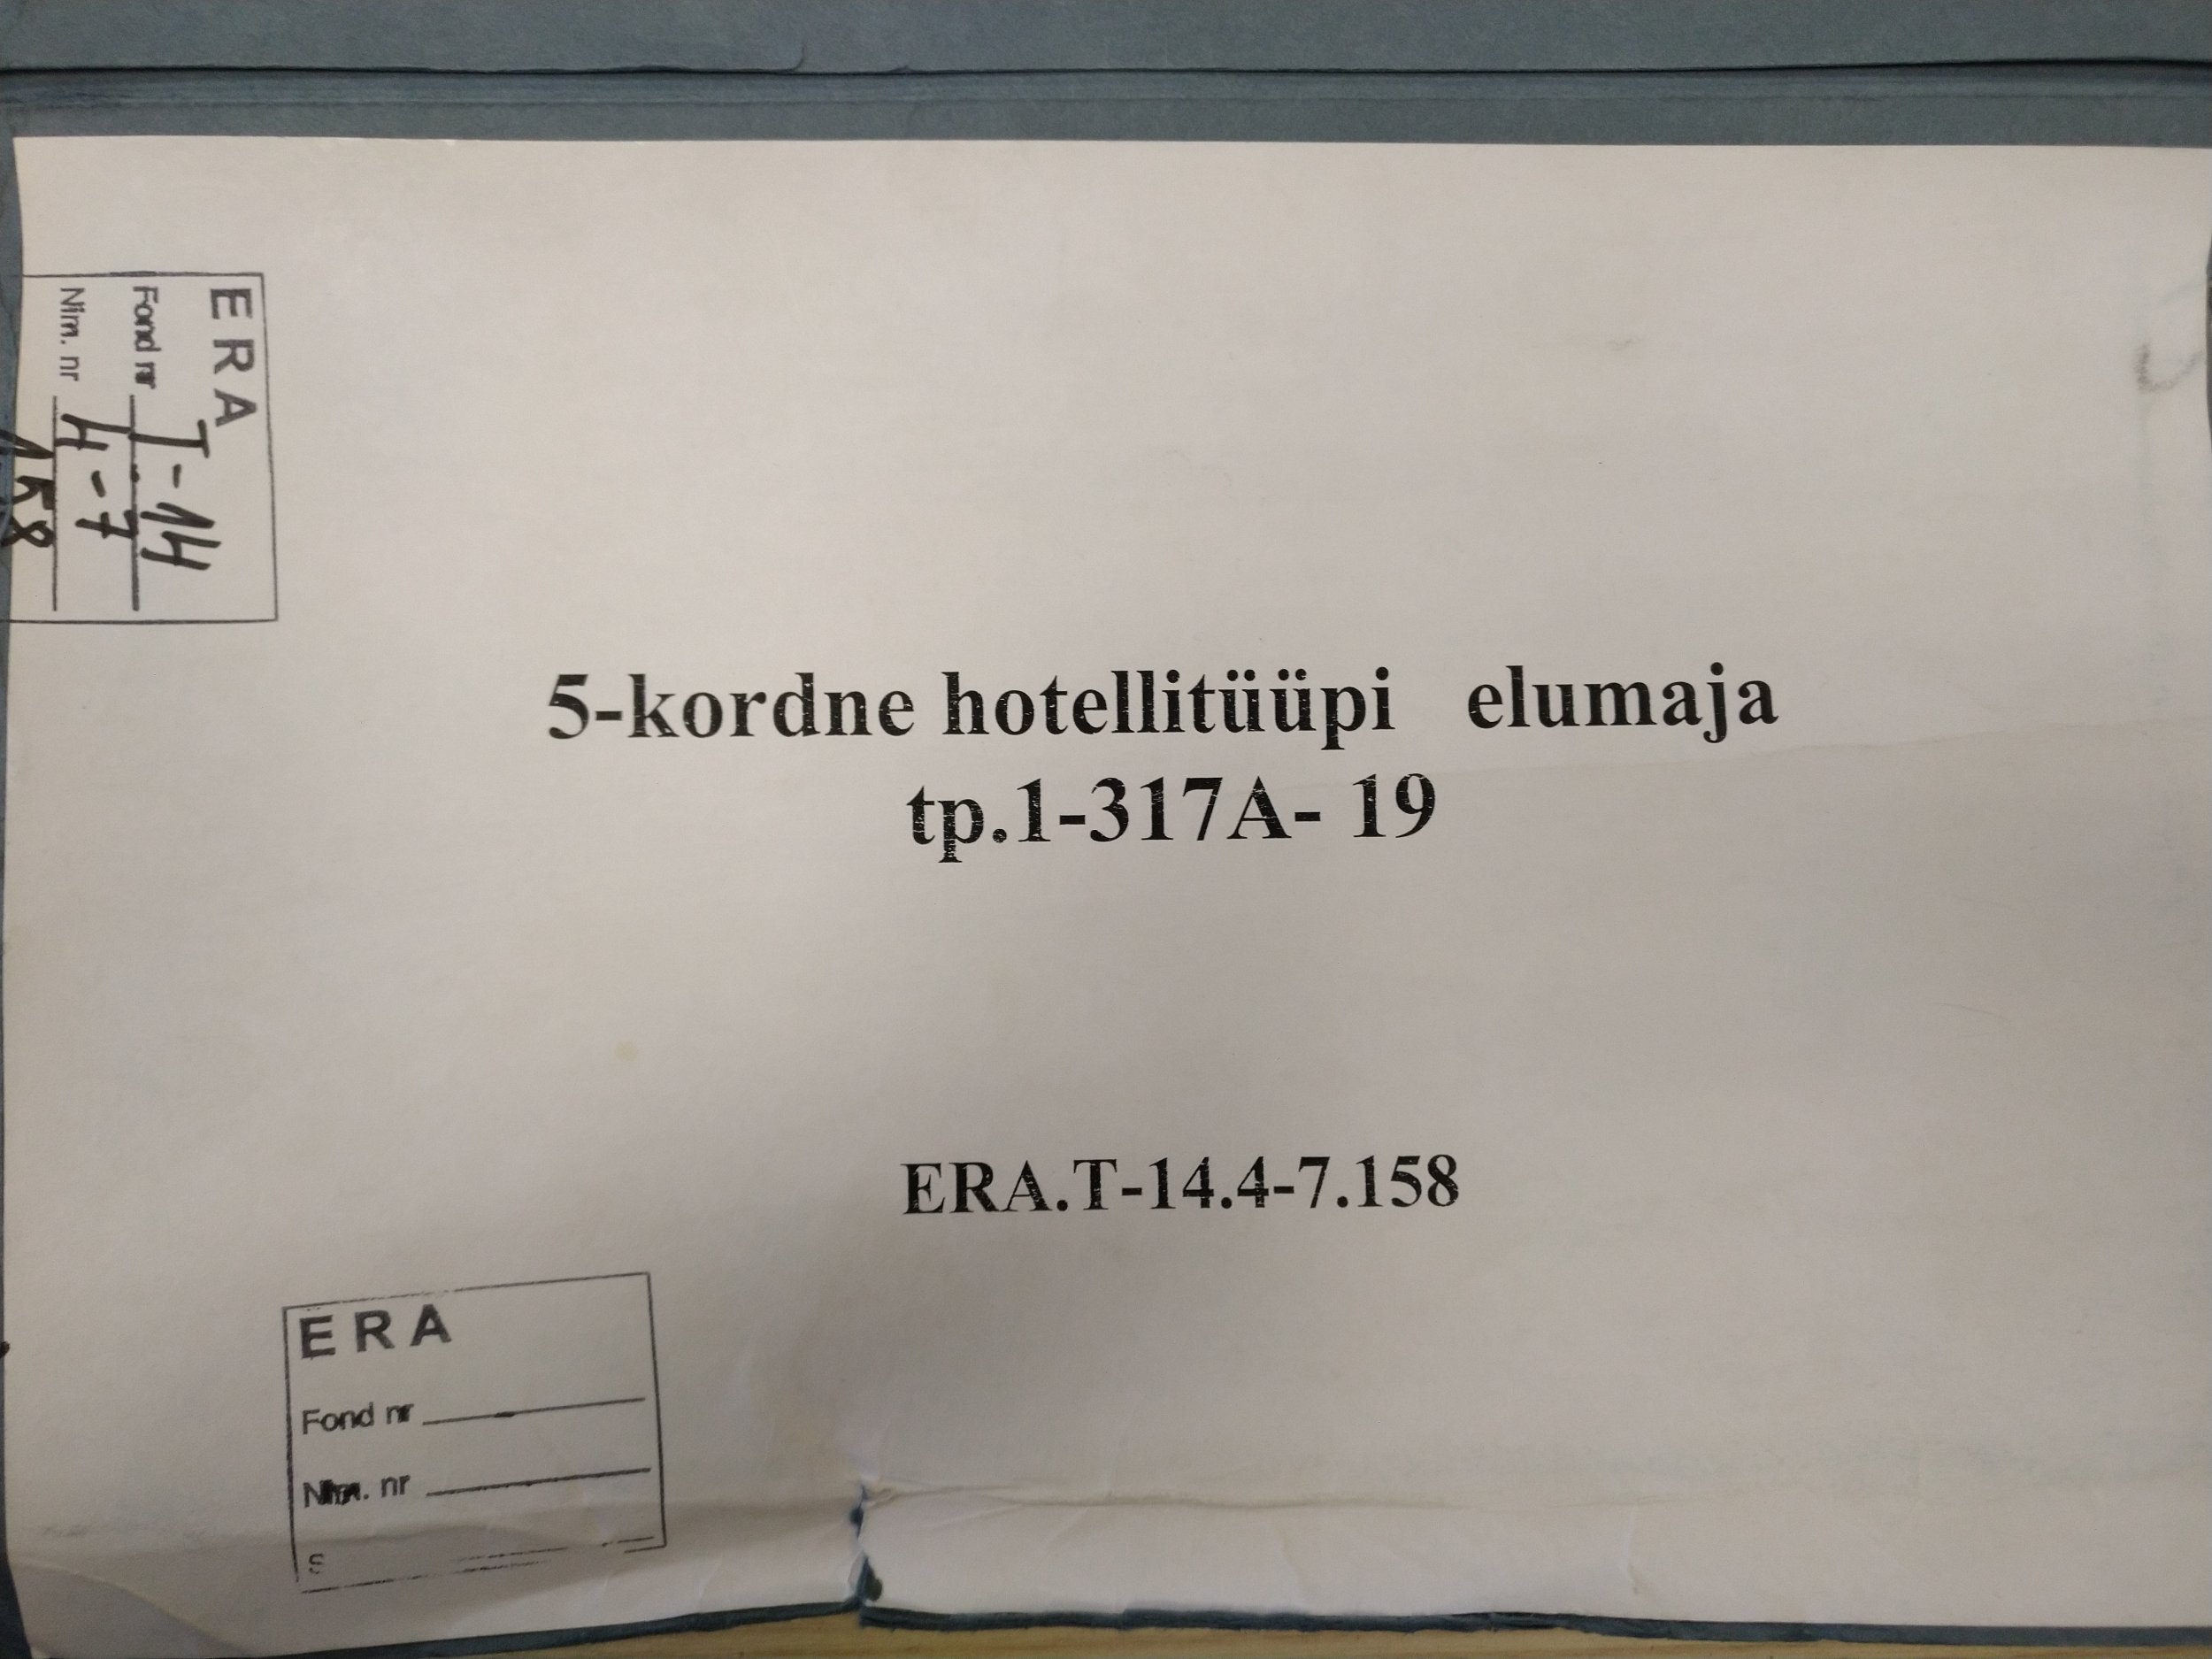 ERA
Fond nr T-14
Nim. nr 4-7
158
5-kordne hotellitüüpi elumaja
tp.1-317A- 19
ERA.T-14.4-7.158
ERA
Fond nr
Nim. nr
S